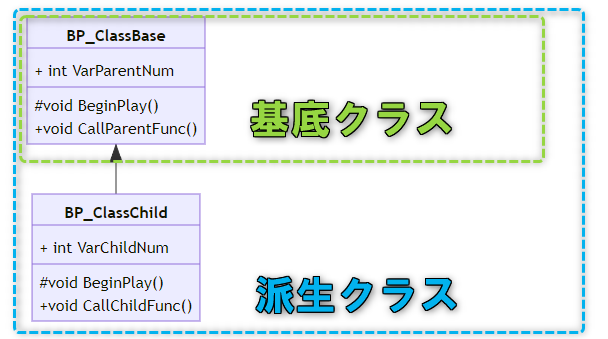 BP_ClassBase
+ int VarParentNum
#void BeginPlay()
+void CallParentFunc()
基底クラス
BP_ClassChild
+ int VarChildNum
#void BeginPlay()
+void CallChildFunc()
派生クラス